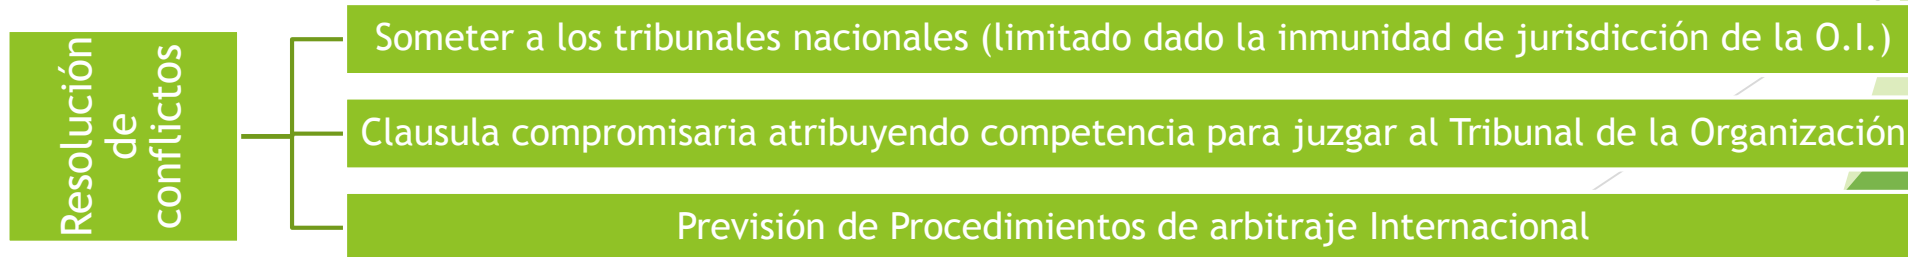 Resolución
de
conflictos
Someter a los tribunales nacionales (limitado dado la inmunidad de jurisdicción de la O.I.)
Clausula compromisaria atribuyendo competencia para juzgar al Tribunal de la Organización
Previsión de Procedimientos de arbitraje Internacional